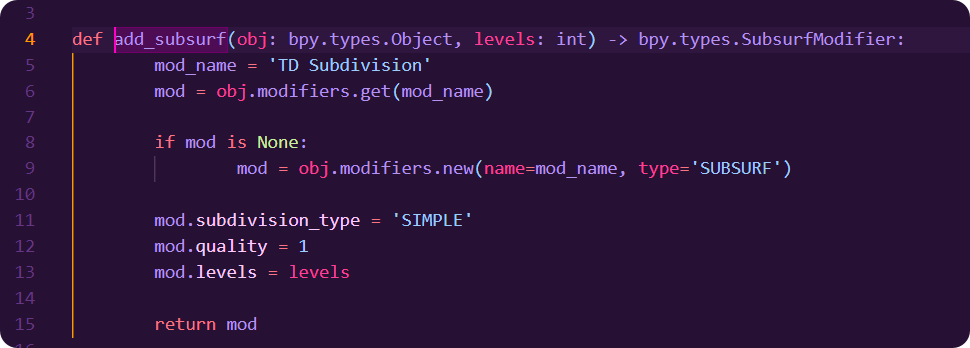 3
4 def add_subsurf(obj: bpy.types.Object, levels: int) -> bpy.types.SubsurfModifier:
5 mod_name = 'TD Subdivision'
6 mod = obj.modifiers.get(mod_name)
7
8 if mod is None:
9 mod = obj.modifiers.new(name=mod_name, type='SUBSURF')
10
11 mod.subdivision_type = 'SIMPLE'
12 mod.quality = 1
13 mod.levels = levels
14
15 return mod
16